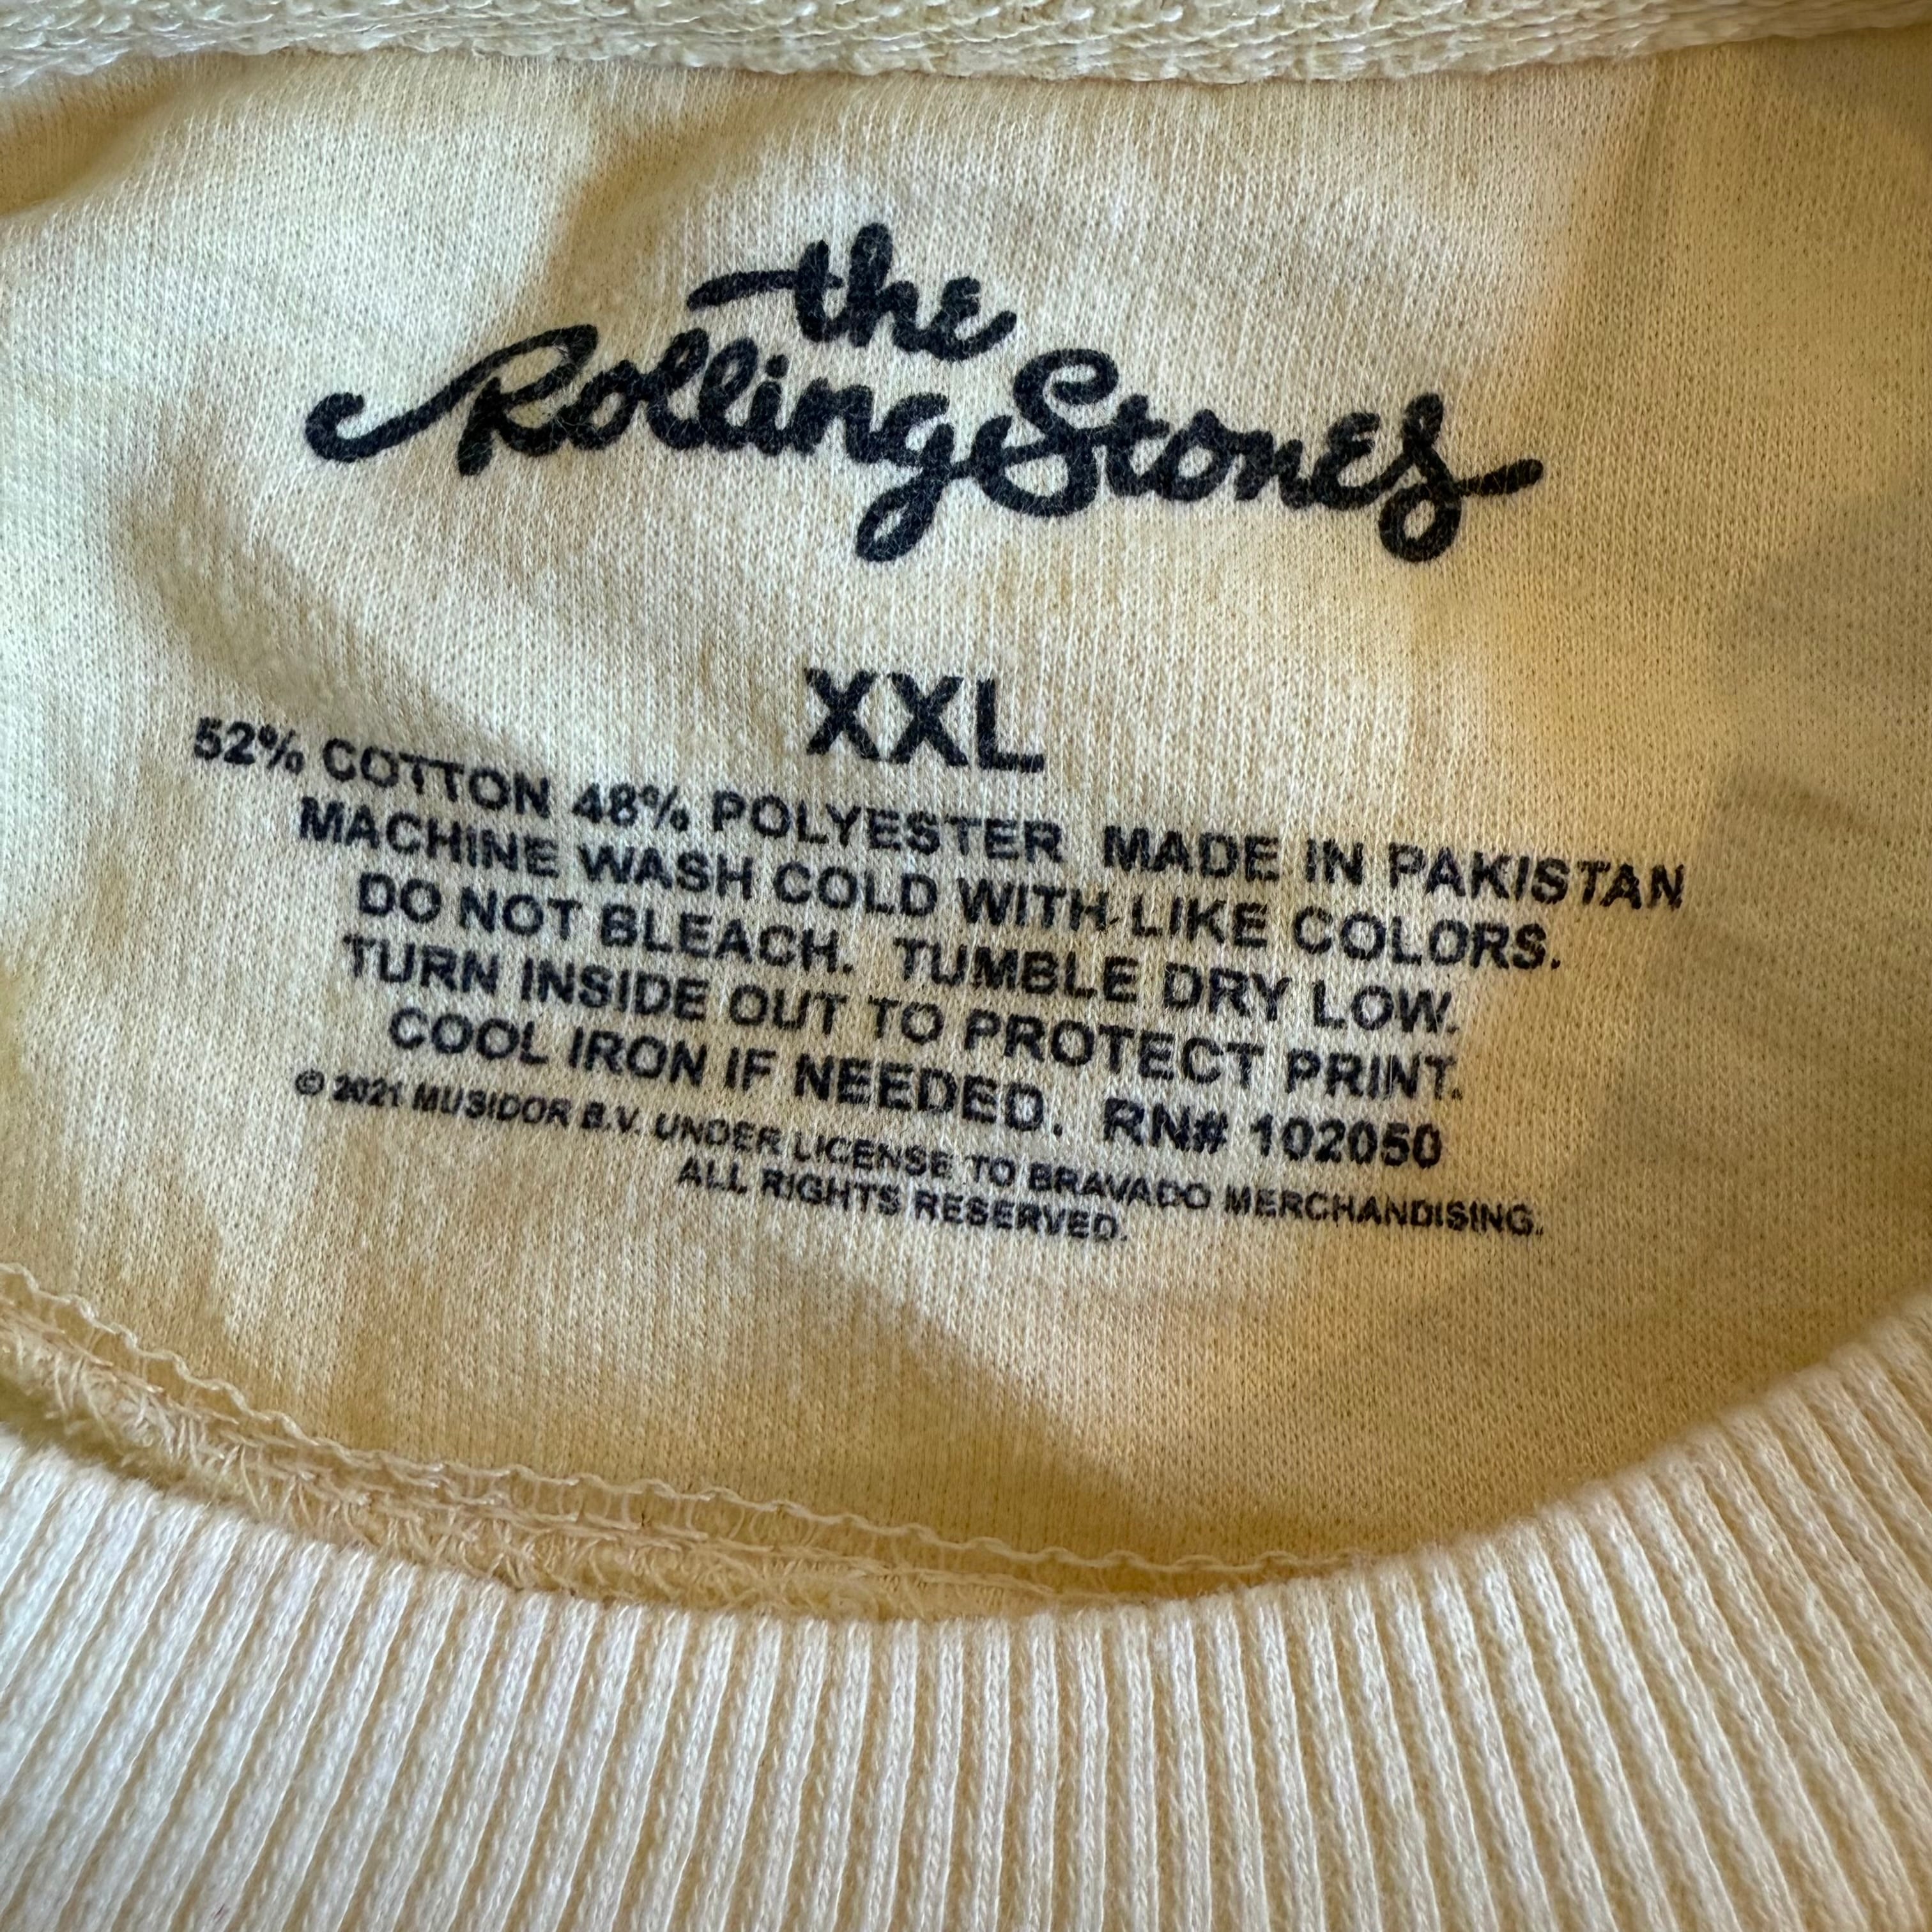 the
Rolling Stones
XXL
52% COTTON 48% POLYESTER MADE IN PAKISTAN
MACHINE WASH COLD WITH LIKE COLORS.
DO NOT BLEACH. TUMBLE DRY LOW.
TURN INSIDE OUT TO PROTECT PRINT.
COOL IRON IF NEEDED. RN# 102050
© 2021 MUSIDOR B.V. UNDER LICENSE TO BRAVADO MERCHANDISING.
ALL RIGHTS RESERVED.